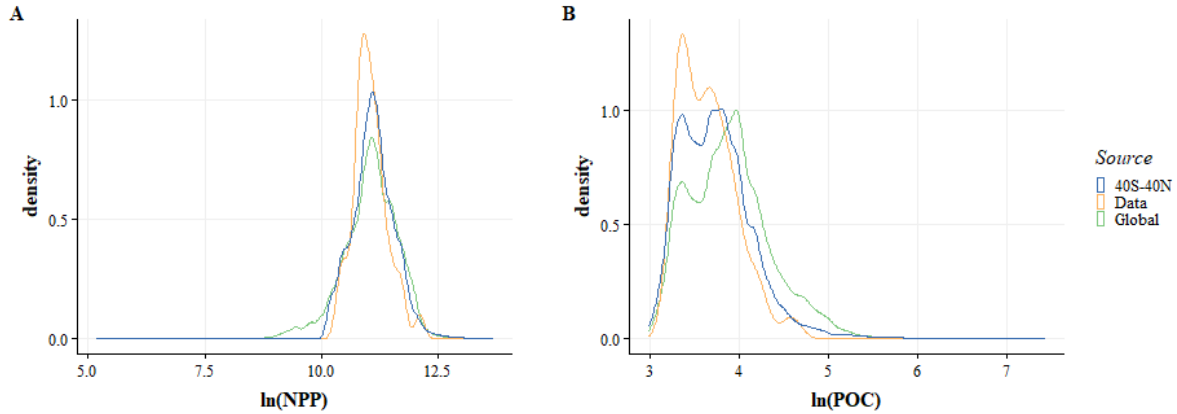 A
B
density
1.0
0.5
0.0
5.0 7.5 10.0 12.5
ln(NPP)
density
1.0
0.5
0.0
3 4 5 6 7
ln(POC)
Source
40S-40N
Data
Global